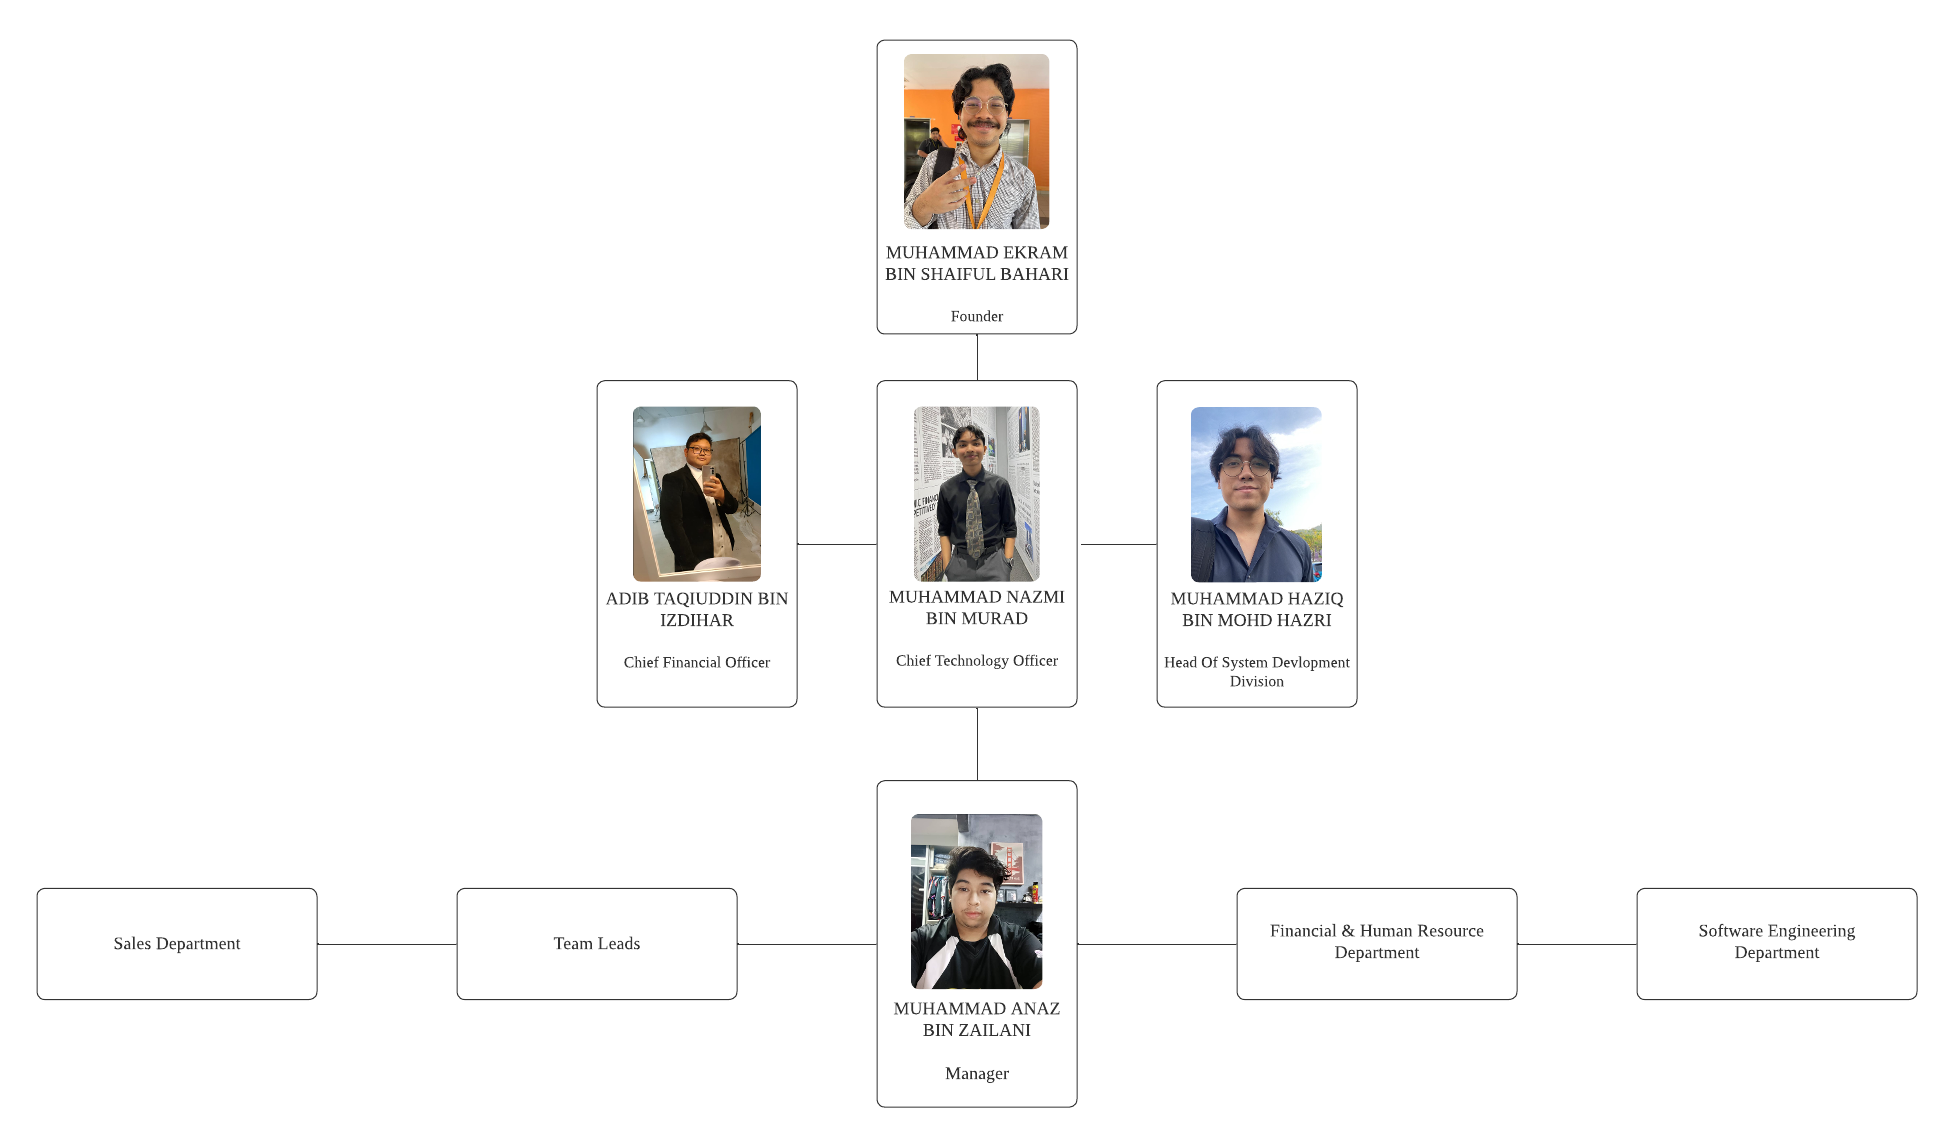 MUHAMMAD EKRAM
BIN SHAIFUL BAHARI
Founder
ADIB TAQIUDDIN BIN
IZDIHAR
Chief Financial Officer
MUHAMMAD NAZMI
BIN MURAD
Chief Technology Officer
MUHAMMAD HAZIQ
BIN MOHD HAZRI
Head Of System Devlopment
Division
Sales Department
Team Leads
MUHAMMAD ANAZ
BIN ZAILANI
Manager
Financial & Human Resource
Department
Software Engineering
Department